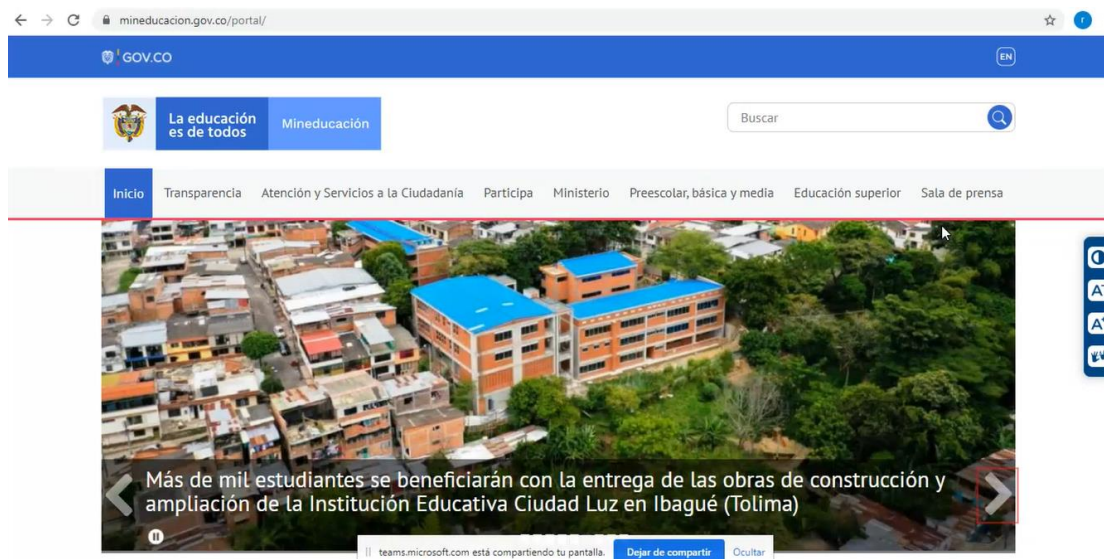 mineducacion.gov.co/portal/
r
GOV.CO
EN
La educación
es de todos
Mineducación
Buscar
Inicio Transparencia Atención y Servicios a la Ciudadanía Participa Ministerio Preescolar, básica y media Educación superior Sala de prensa
A
A
Más de mil estudiantes se beneficiarán con la entrega de las obras de construcción y
ampliación de la Institución Educativa Ciudad Luz en Ibagué (Tolima)
teams.microsoft.com está compartiendo tu pantalla. Dejar de compartir Ocultar